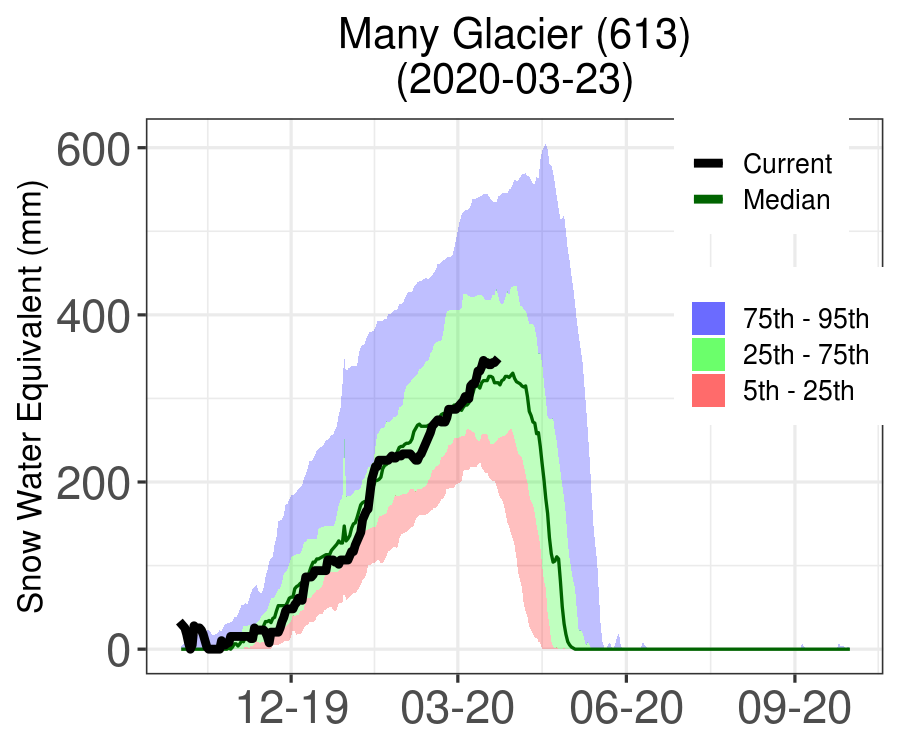 Many Glacier (613)
(2020-03-23)
Snow Water Equivalent (mm)
600
400
200
0
12-19
03-20
06-20
09-20
Current
Median
75th - 95th
25th - 75th
5th - 25th